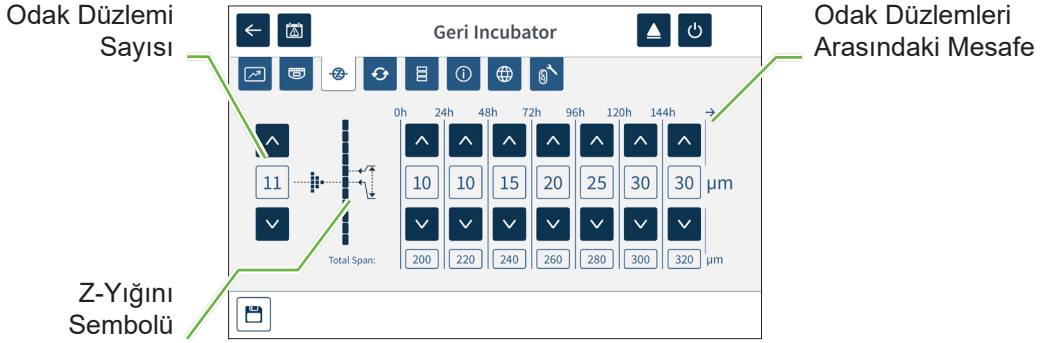 Odak Düzlemi
Sayısı
Geri Incubator
Odak Düzlemleri
Arasındaki Mesafe
0h 24h 48h 72h 96h 120h 144h
11
10 10 15 20 25 30 30 μm
Total Span: 200 220 240 260 280 300 320 μm
Z-Yığını
Sembolü